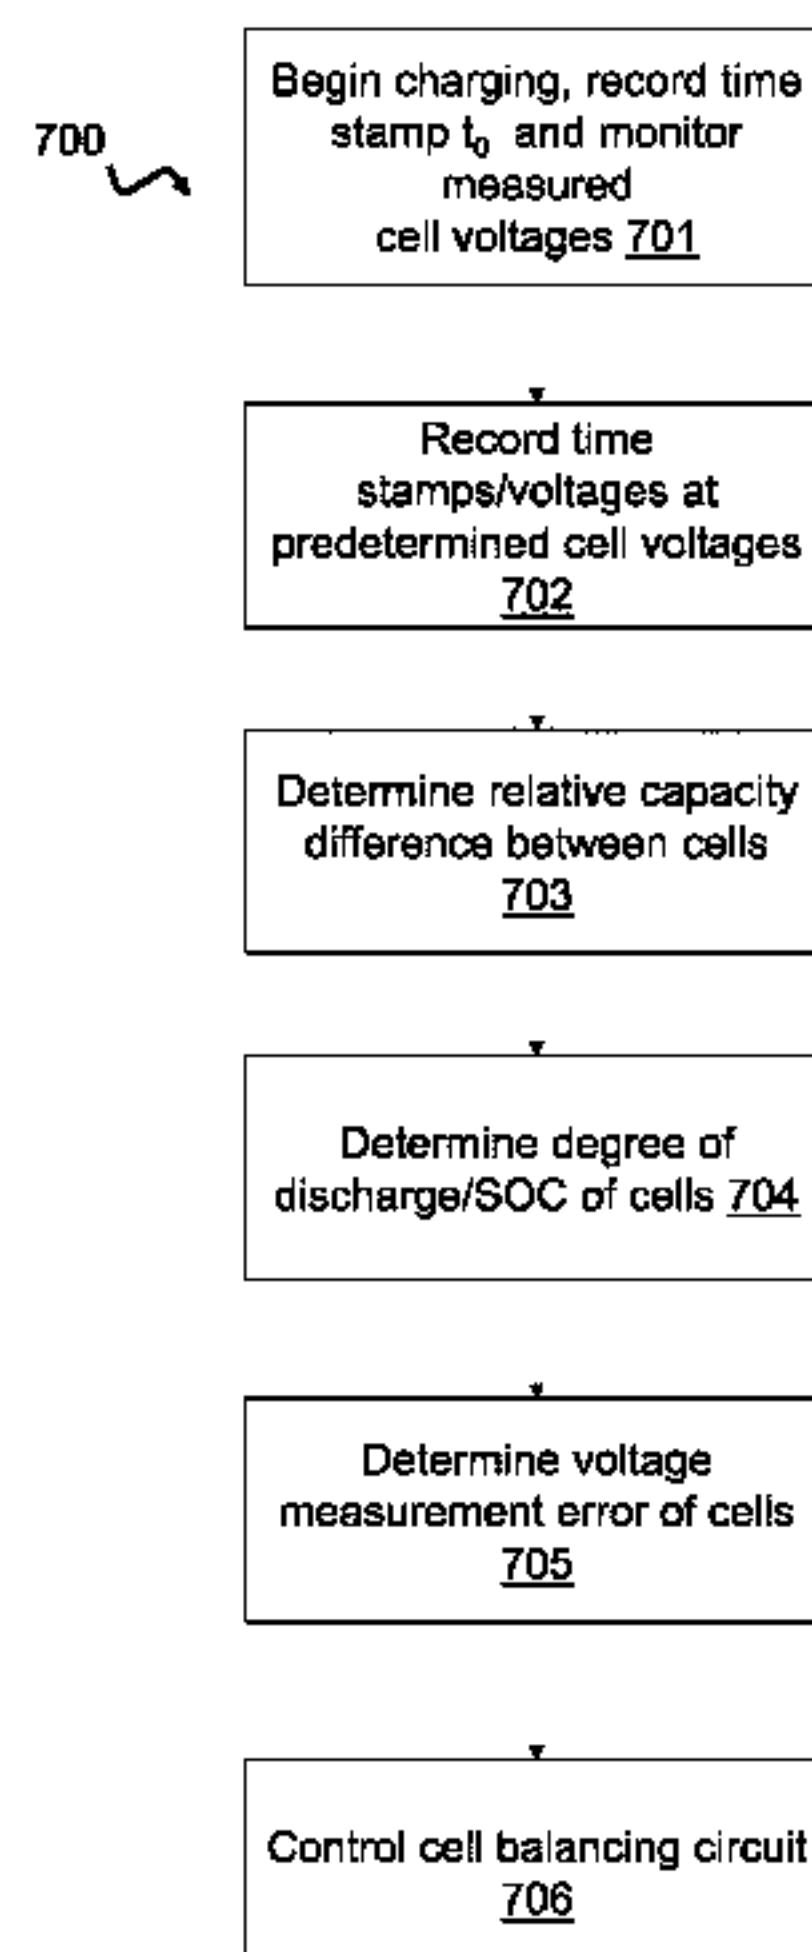 700
Begin charging, record time
stamp t₀ and monitor
measured
cell voltages 701
Record time
stamps/voltages at
predetermined cell voltages
702
Determine relative capacity
difference between cells
703
Determine degree of
discharge/SOC of cells 704
Determine voltage
measurement error of cells
705
Control cell balancing circuit
706